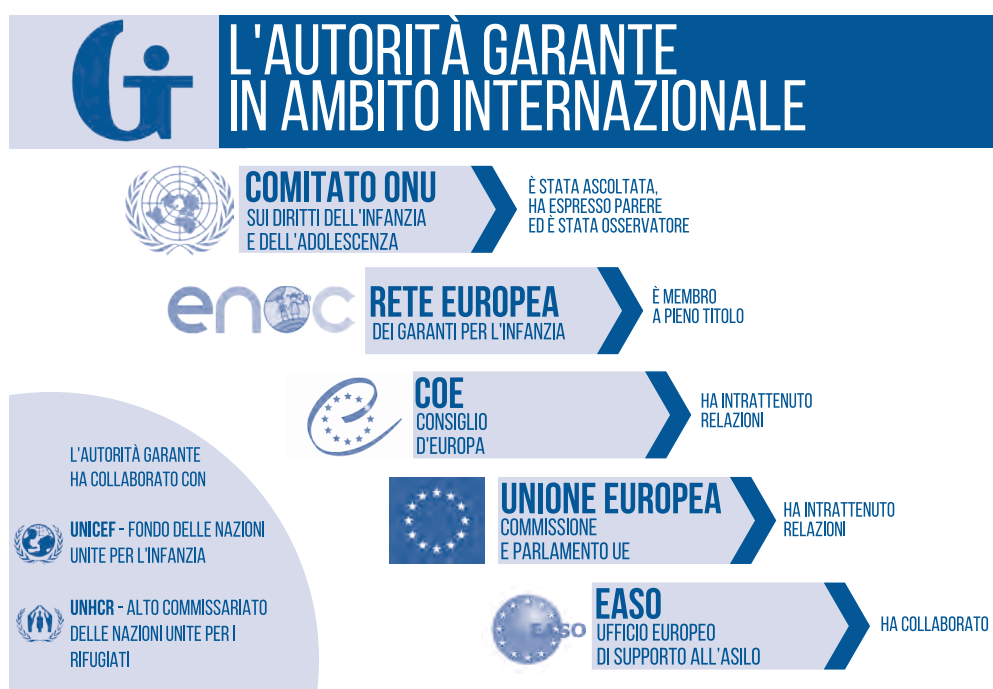 L'AUTORITÀ GARANTE
IN AMBITO INTERNAZIONALE
COMITATO ONU
SUI DIRITTI DELL'INFANZIA
E DELL'ADOLESCENZA
È STATA ASCOLTATA,
HA ESPRESSO PARERE
ED È STATA OSSERVATORE
enoc
RETE EUROPEA
DEI GARANTI PER L'INFANZIA
È MEMBRO
A PIENO TITOLO
COE
CONSIGLIO
D'EUROPA
HA INTRATTENUTO
RELAZIONI
UNIONE EUROPEA
COMMISSIONE
E PARLAMENTO UE
HA INTRATTENUTO
RELAZIONI
EASO
EASO
UFFICIO EUROPEO
DI SUPPORTO ALL'ASILO
HA COLLABORATO
L'AUTORITÀ GARANTE
HA COLLABORATO CON
UNICEF - FONDO DELLE NAZIONI
UNITE PER L'INFANZIA
UNHCR - ALTO COMMISSARIATO
DELLE NAZIONI UNITE PER I
RIFUGIATI